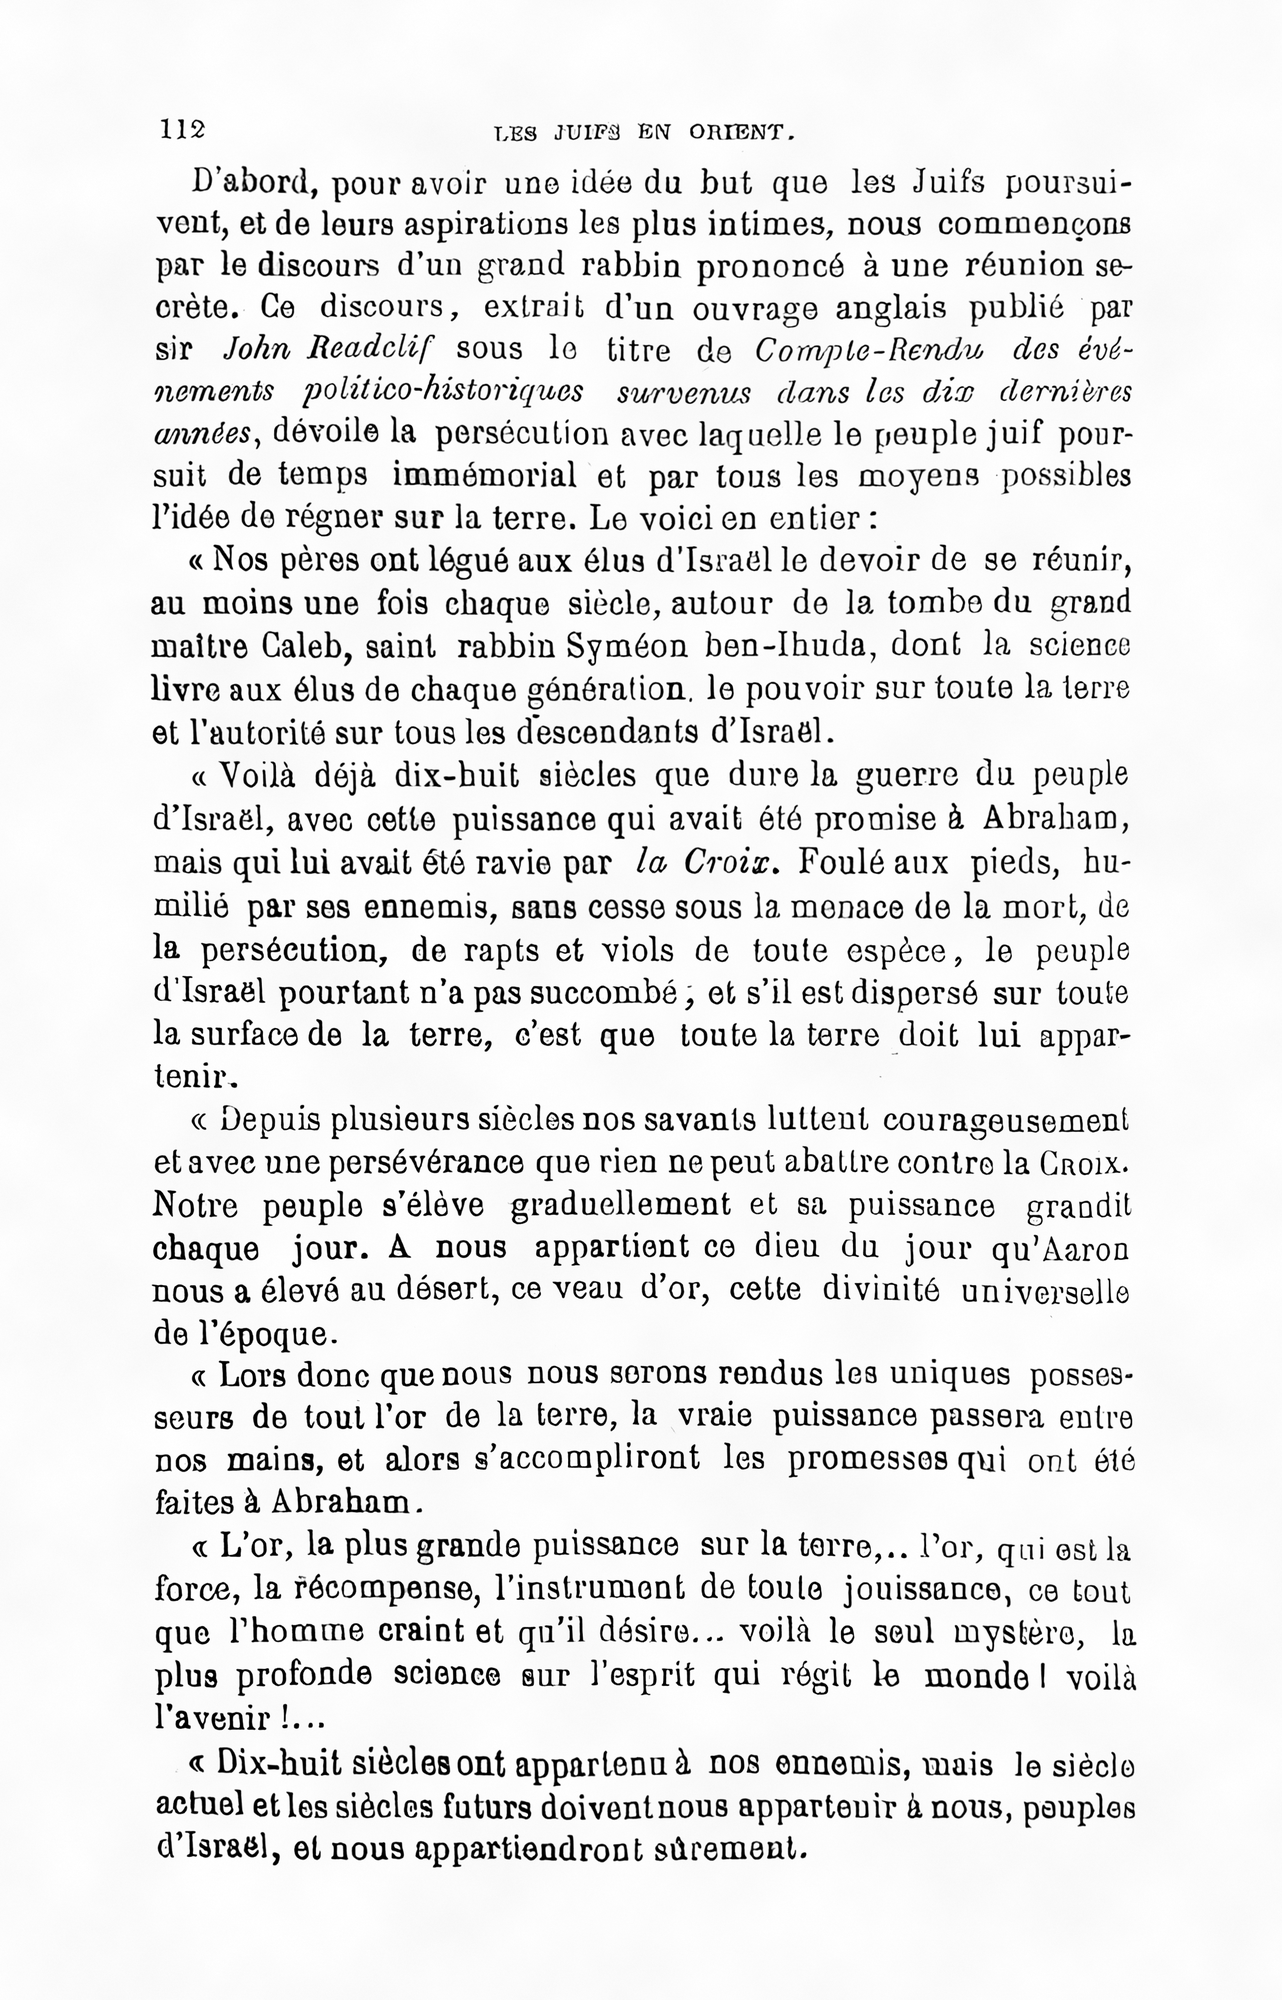 112
LES JUIFS EN ORIENT.
D'abord, pour avoir une idée du but que les Juifs poursui-
vent, et de leurs aspirations les plus intimes, nous commençons
par le discours d'un grand rabbin prononcé à une réunion se-
crète. Ce discours, extrait d'un ouvrage anglais publié par
sir John Readclif sous le titre de Compte-Rendu des évé-
nements politico-historiques survenus dans les dix dernières
années, dévoile la persécution avec laquelle le peuple juif pour-
suit de temps immémorial et par tous les moyens possibles
l'idée de régner sur la terre. Le voici en entier :
« Nos pères ont légué aux élus d'Israël le devoir de se réunir,
au moins une fois chaque siècle, autour de la tombe du grand
maître Caleb, saint rabbin Syméon ben-Ihuda, dont la science
livre aux élus de chaque génération, le pouvoir sur toute la terre
et l'autorité sur tous les descendants d'Israël.
« Voilà déjà dix-huit siècles que dure la guerre du peuple
d'Israël, avec cette puissance qui avait été promise à Abraham,
mais qui lui avait été ravie par la Croix. Foulé aux pieds, hu-
milié par ses ennemis, sans cesse sous la menace de la mort, de
la persécution, de rapts et viols de toute espèce, le peuple
d'Israël pourtant n'a pas succombé ; et s'il est dispersé sur toute
la surface de la terre, c'est que toute la terre doit lui appar-
tenir.
« Depuis plusieurs siècles nos savants luttent courageusement
et avec une persévérance que rien ne peut abattre contre la CROIX.
Notre peuple s'élève graduellement et sa puissance grandit
chaque jour. A nous appartient ce dieu du jour qu'Aaron
nous a élevé au désert, ce veau d'or, cette divinité universelle
de l'époque.
« Lors donc que nous nous serons rendus les uniques posses-
seurs de tout l'or de la terre, la vraie puissance passera entre
nos mains, et alors s'accompliront les promesses qui ont été
faites à Abraham.
« L'or, la plus grande puissance sur la terre,.. l'or, qui est la
force, la récompense, l'instrument de toute jouissance, ce tout
que l'homme craint et qu'il désire... voilà le seul mystère, la
plus profonde science sur l'esprit qui régit le monde ! voilà
l'avenir !...
« Dix-huit siècles ont appartenu à nos ennemis, mais le siècle
actuel et les siècles futurs doivent nous appartenir à nous, peuples
d'Israël, et nous appartiendront sûrement.